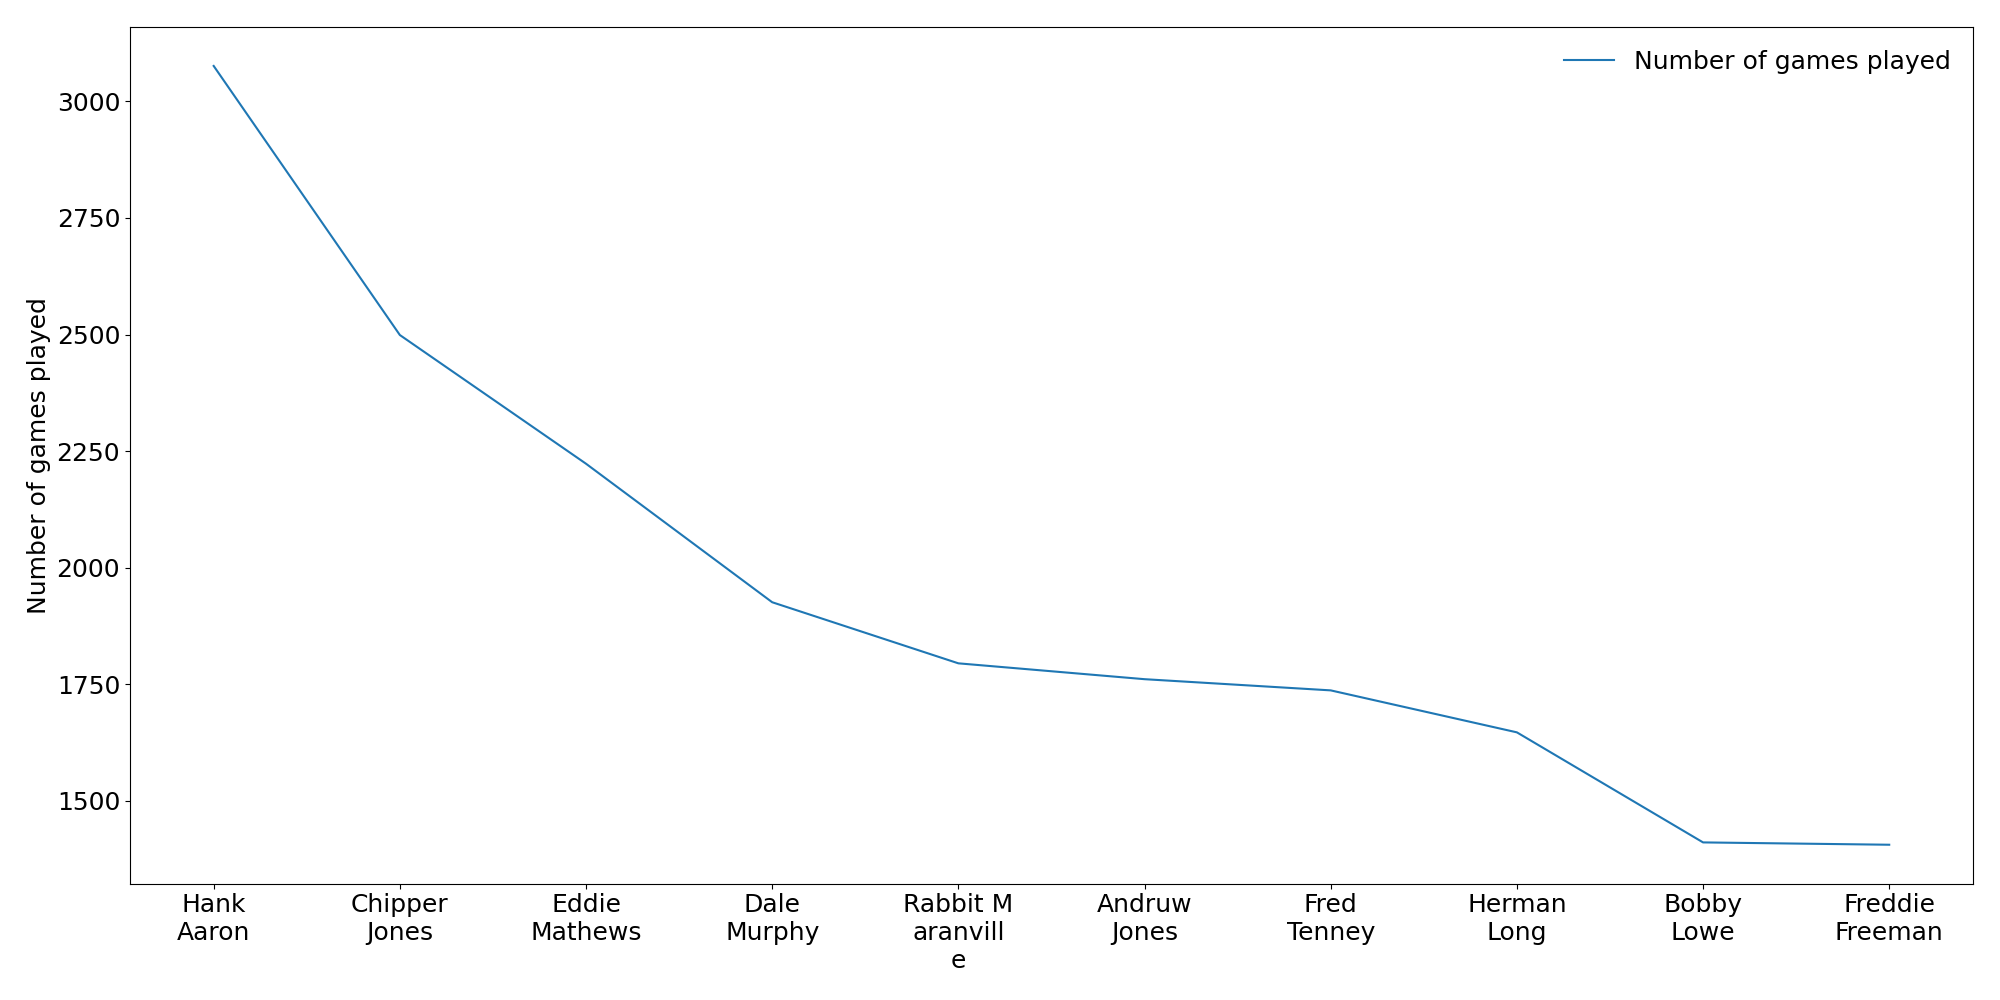 Number of games played
3000
2750
2500
2250
2000
1750
1500
Number of games played
Hank
Aaron
Chipper
Jones
Eddie
Mathews
Dale
Murphy
Rabbit M
aranvill
e
Andruw
Jones
Fred
Tenney
Herman
Long
Bobby
Lowe
Freddie
Freeman